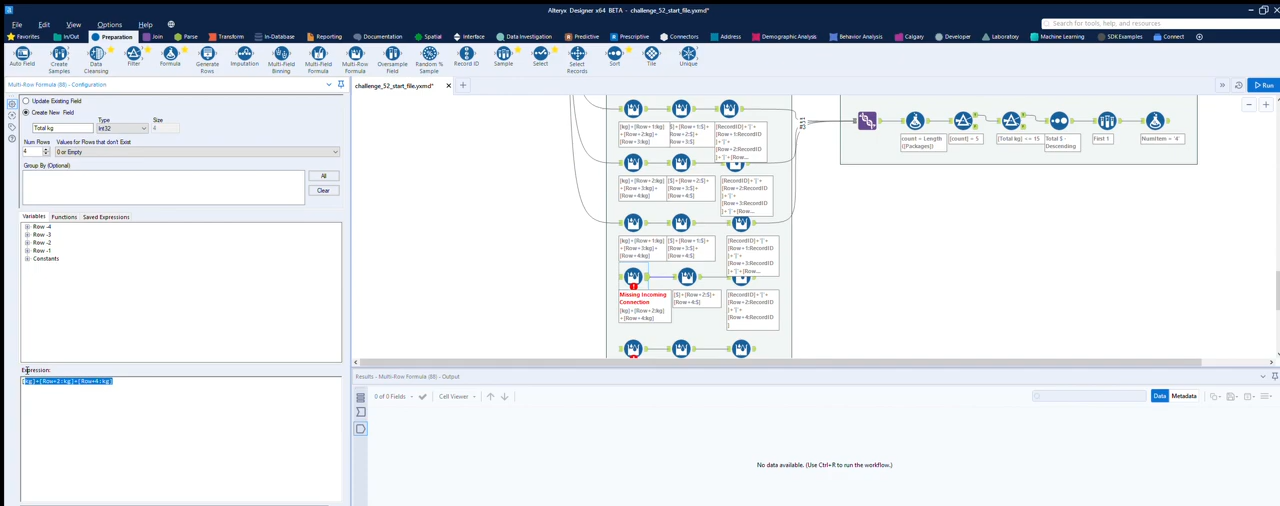 Alteryx Designer x64 BETA - challenge_52_start_file.yxmd*
File Edit View Options Help
Search for tools, help, and resources.
Favorites In/Out Preparation Join Parse Transform In-Database Reporting Documentation Spatial Interface Data Investigation Predictive Prescriptive Connectors Address Demographic Analysis Behavior Analysis Calgary Developer Laboratory Machine Learning SDK Examples Connect
Auto Field Create Samples Data Cleansing Filter Formula Generate Rows Imputation Multi-Field Binning Multi-Field Formula Multi-Row Formula Oversample Field Random % Sample Record ID Sample Select Select Records Sort Tile Unique
Multi-Row Formula (88) - Configuration
challenge_52_start_file.yxmd*
Run
Update Existing Field
Create New Field
Type
Size
Total kg
Int32
4
Num Rows
Values for Rows that don't Exist
4
0 or Empty
Group By (Optional)
All
Clear
Variables Functions Saved Expressions
Row -4
Row -3
Row -2
Row -1
Constants
Expression:
[kg]+[Row+2:kg]+[Row+4:kg]
[kg]+[Row+1:kg]
+[Row+2:kg]+
[Row+3:kg]
[$]+[Row+1:$]+
[Row+2:$]+
[Row+3:$]
[RecordID]+'|'+
[Row+1:RecordID
]+'|'+
[Row+2:RecordID
]+'|'+[Row...
[kg]+[Row+2:kg]
+[Row+3:kg]+
[Row+4:kg]
[$]+[Row+2:$]+
[Row+3:$]+
[Row+4:$]
[RecordID]+'|'+
[Row+2:RecordID
]+'|'+
[Row+3:RecordID
]+'|'+
[Row+4:RecordID
]
[kg]+[Row+1:kg]
+[Row+3:kg]+
[Row+4:kg]
[$]+[Row+1:$]+
[Row+3:$]+
[Row+4:$]
[RecordID]+'|'+
[Row+1:RecordID
]+'|'+
[Row+3:RecordID
]+'|'+[Row...
Missing Incoming
Connection
[kg]+[Row+2:kg]
+[Row+4:kg]
[$]+[Row+2:$]+
[Row+4:$]
[RecordID]+'|'+
[Row+2:RecordID
]+'|'+
[Row+4:RecordID
]
count = Length
([Packages])
[count] = 5
[Total kg] <= 15
Total $ -
Descending
First 1
NumItem = '4'
Results - Multi-Row Formula (88) - Output
0 of 0 Fields
Cell Viewer
Data Metadata
No data available. (Use Ctrl+R to run the workflow.)